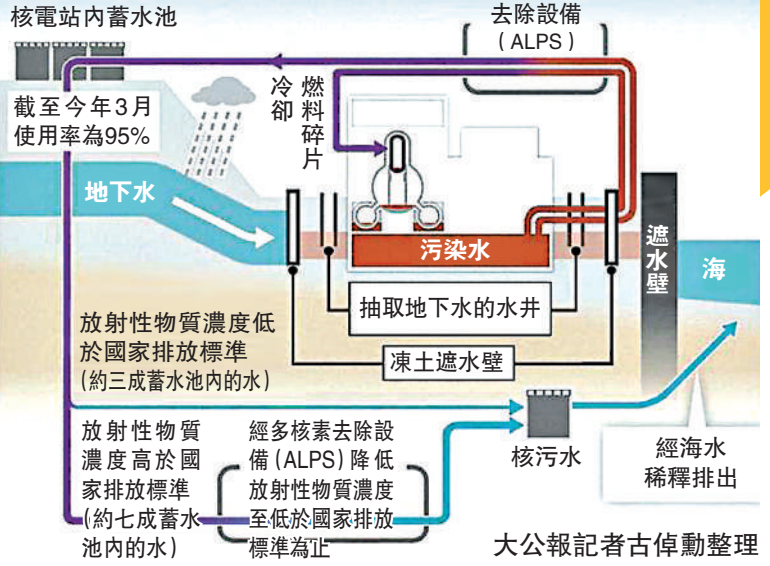 核電站內蓄水池
去除設備
(ALPS)
截至今年3月
使用率為95%
冷卻
燃料碎片
地下水
污染水
遮水壁
海
抽取地下水的水井
凍土遮水壁
放射性物質濃度低
於國家排放標準
(約三成蓄水池內的水)
放射性物質
濃度高於國
家排放標準
(約七成蓄水
池內的水)
經多核素去除設
備(ALPS)降低
放射性物質濃度
至低於國家排放
標準為止
核污水
經海水
稀釋排出
大公報記者古倬勳整理